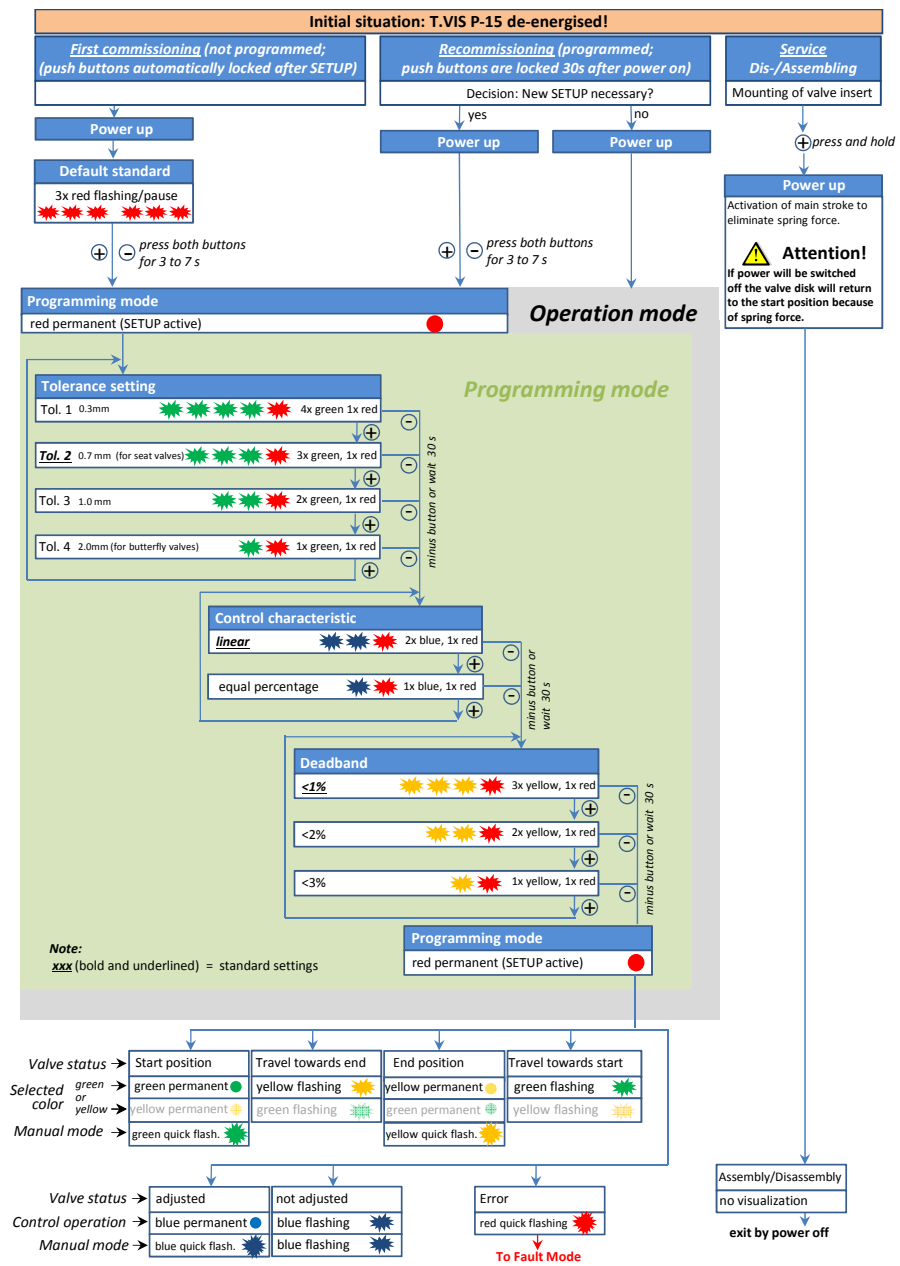 Initial situation: T.VIS P-15 de-energised!
First commissioning (not programmed;
(push buttons automatically locked after SETUP)
Recommissioning (programmed;
push buttons are locked 30s after power on)
Decision: New SETUP necessary?
Service
Dis-/Assembling
Mounting of valve insert
yes
no
Power up
Power up
Power up
+ press and hold
Default standard
3x red flashing/pause
Power up
Activation of main stroke to
eliminate spring force.
Attention!
If power will be switched
off the valve disk will return
to the start position because
of spring force.
+ - press both buttons
for 3 to 7 s
+ - press both buttons
for 3 to 7 s
Programming mode
red permanent (SETUP active)
Operation mode
Programming mode
Tolerance setting
Tol. 1 0.3mm 4x green 1x red
-
+
Tol. 2 0.7 mm (for seat valves) 3x green, 1x red
-
+
Tol. 3 1.0 mm 2x green, 1x red
-
+
Tol. 4 2.0mm (for butterfly valves) 1x green, 1x red
-
+
minus button or wait 30 s
Control characteristic
linear 2x blue, 1x red
-
+
equal percentage 1x blue, 1x red
-
+
minus button or
wait 30 s
Deadband
<1% 3x yellow, 1x red
-
+
<2% 2x yellow, 1x red
-
+
<3% 1x yellow, 1x red
-
+
minus button or wait 30 s
Programming mode
red permanent (SETUP active)
Note:
xxx (bold and underlined) = standard settings
Valve status
Start position
Travel towards end
End position
Travel towards start
Selected
color
green
or
yellow
green permanent
yellow flashing
yellow permanent
green flashing
yellow permanent
green flashing
green permanent
yellow flashing
Manual mode
green quick flash.
yellow quick flash.
Valve status
adjusted
not adjusted
Error
Control operation
blue permanent
blue flashing
red quick flashing
Manual mode
blue quick flash.
blue flashing
To Fault Mode
Assembly/Disassembly
no visualization
exit by power off